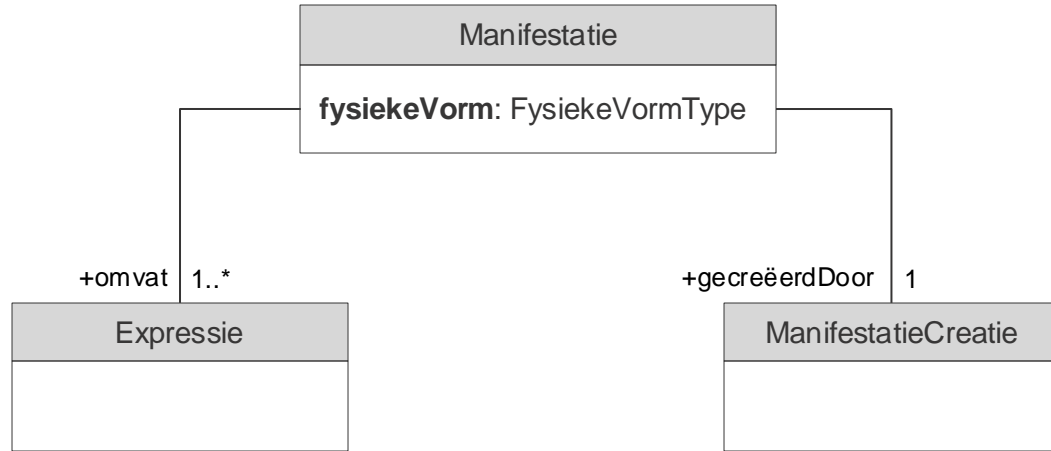 Manifestatie
fysiekeVorm: FysiekeVormType
+omvat 1..*
+gecreëerdDoor 1
Expressie
ManifestatieCreatie